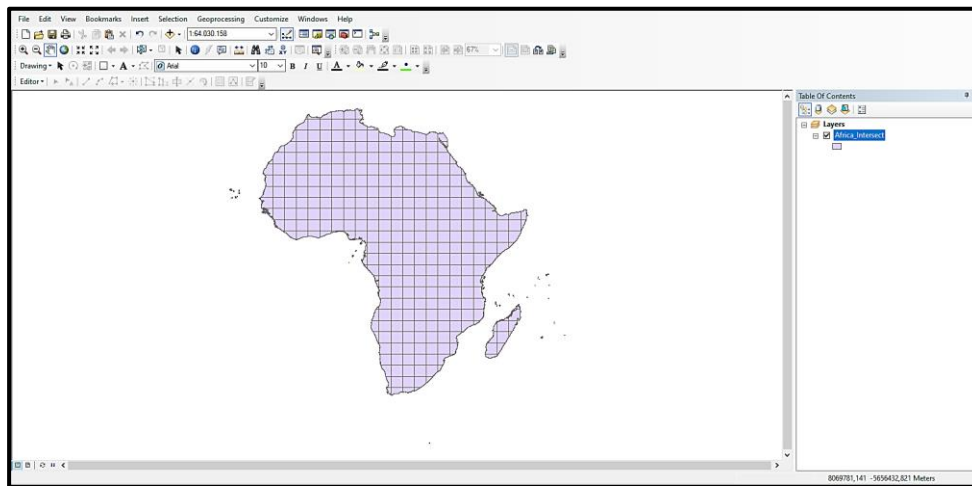 File Edit View Bookmarks Insert Selection Geoprocessing Customize Windows Help
1:64.030.158
67%
Drawing A Arial 10 B I U A
Editor
Table Of Contents
Layers
Africa_Intersect
8069781,141 -5656432,821 Meters